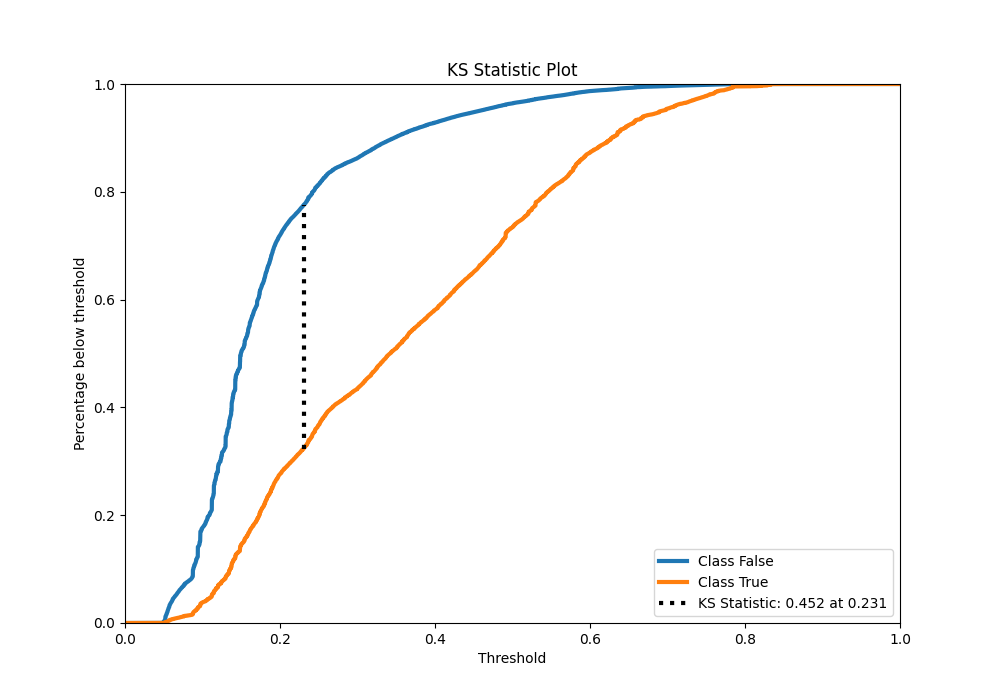 KS Statistic Plot
1.0
0.8
0.6
0.4
0.2
0.0
Percentage below threshold
0.0 0.2 0.4 0.6 0.8 1.0
Threshold
Class False
Class True
KS Statistic: 0.452 at 0.231